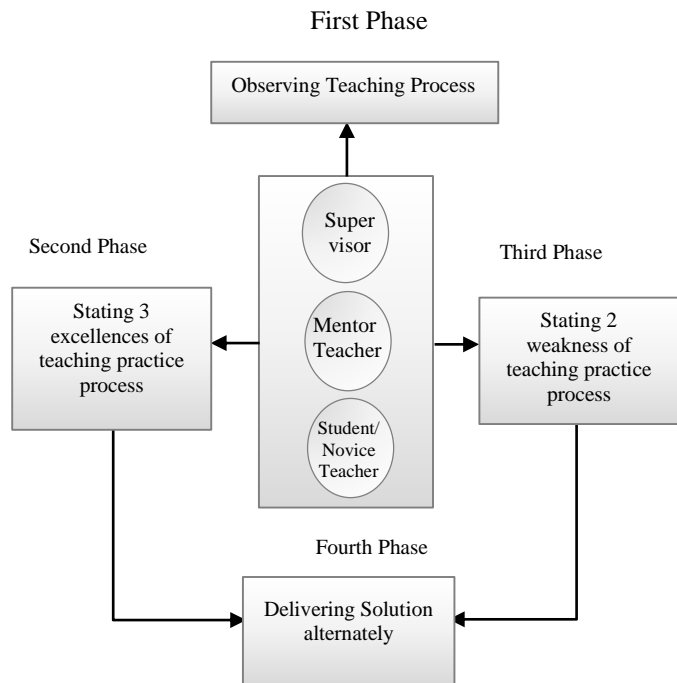 First Phase
Observing Teaching Process
Super
visor
Second Phase
Third Phase
Stating 3
excellences of
teaching practice
process
Mentor
Teacher
Stating 2
weakness of
teaching practice
process
Student/
Novice
Teacher
Fourth Phase
Delivering Solution
alternately